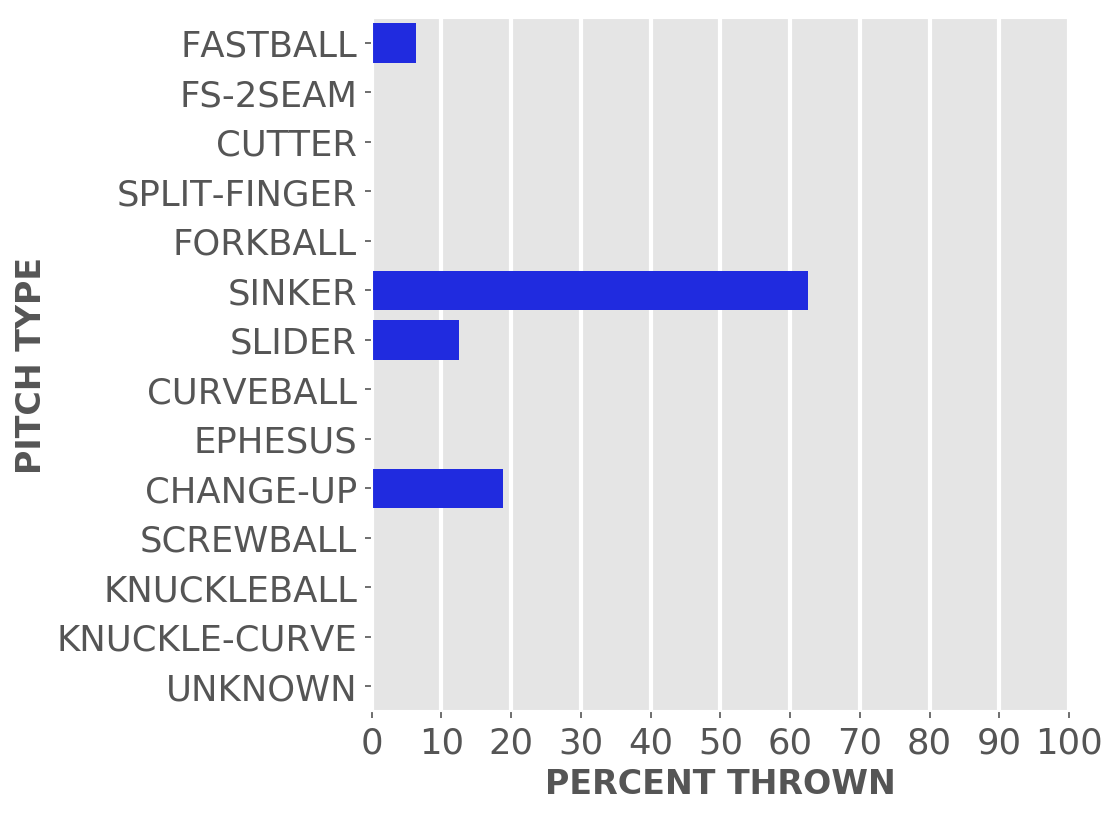 FASTBALL
FS-2SEAM
CUTTER
SPLIT-FINGER
FORKBALL
SINKER
SLIDER
CURVEBALL
EPHESUS
CHANGE-UP
SCREWBALL
KNUCKLEBALL
KNUCKLE-CURVE
UNKNOWN
PITCH TYPE
0 10 20 30 40 50 60 70 80 90 100
PERCENT THROWN